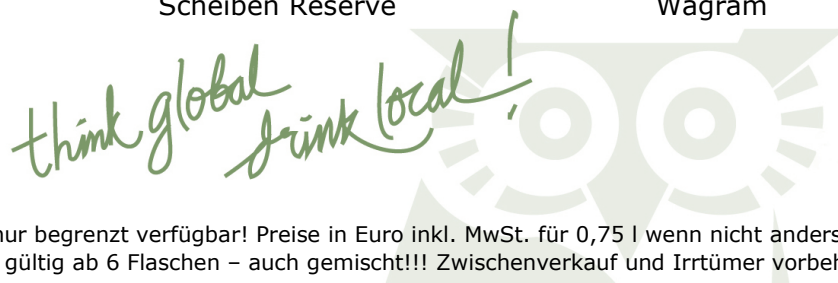 Scheiben Reserve Wagram
think global
drink local!
nur begrenzt verfügbar! Preise in Euro inkl. MwSt. für 0,75 l wenn nicht anders
gültig ab 6 Flaschen – auch gemischt!!! Zwischenverkauf und Irrtümer vorbeh